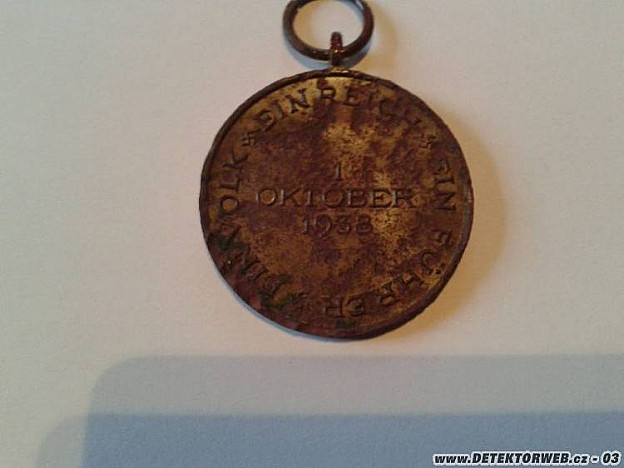 EIN VOLK * EIN REICH * EIN FÜHRER *
1
OKTOBER
1938
www.DETEKTORWEB.cz - 03